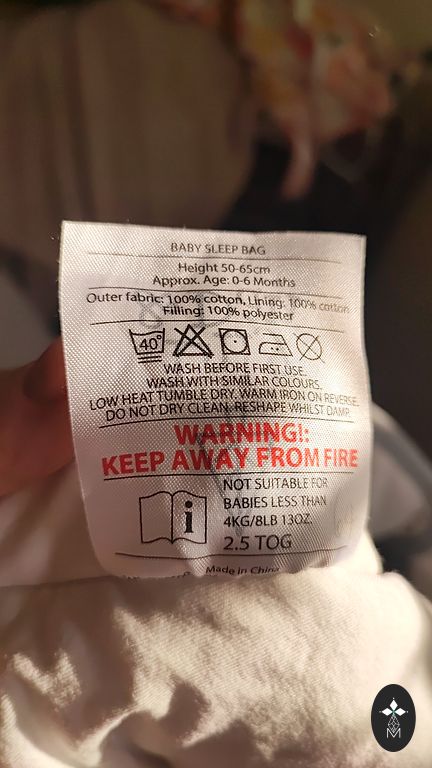 BABY SLEEP BAG
Height 50-65cm
Approx. Age: 0-6 Months
Outer fabric: 100% cotton, Lining: 100% cotton
Filling: 100% polyester
40°
WASH BEFORE FIRST USE.
WASH WITH SIMILAR COLOURS.
LOW HEAT TUMBLE DRY. WARM IRON ON REVERSE.
DO NOT DRY CLEAN. RESHAPE WHILST DAMP.
WARNING!:
KEEP AWAY FROM FIRE
NOT SUITABLE FOR
BABIES LESS THAN
4KG/8LB 13OZ.
2.5 TOG
Made in China